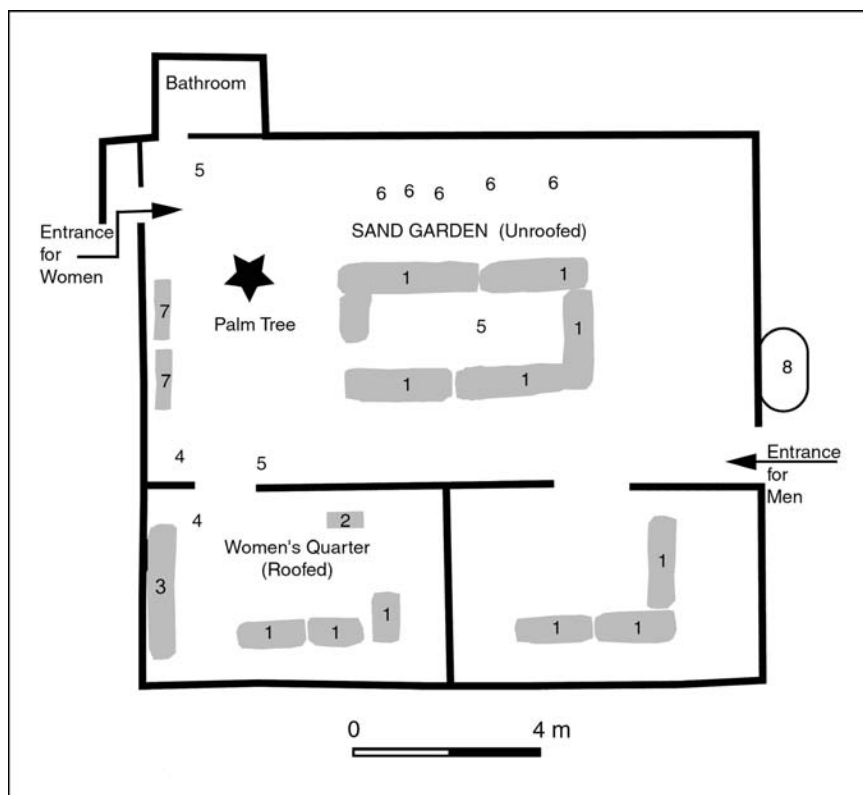 Bathroom
5
6 6 6 6 6
Entrance
for
Women
SAND GARDEN (Unroofed)
1 1
7
Palm Tree
5 1
7
1 1
8
4
5
Entrance
for
Men
4
2
Women's Quarter
(Roofed)
3
1
1 1 1
1 1
0 4 m